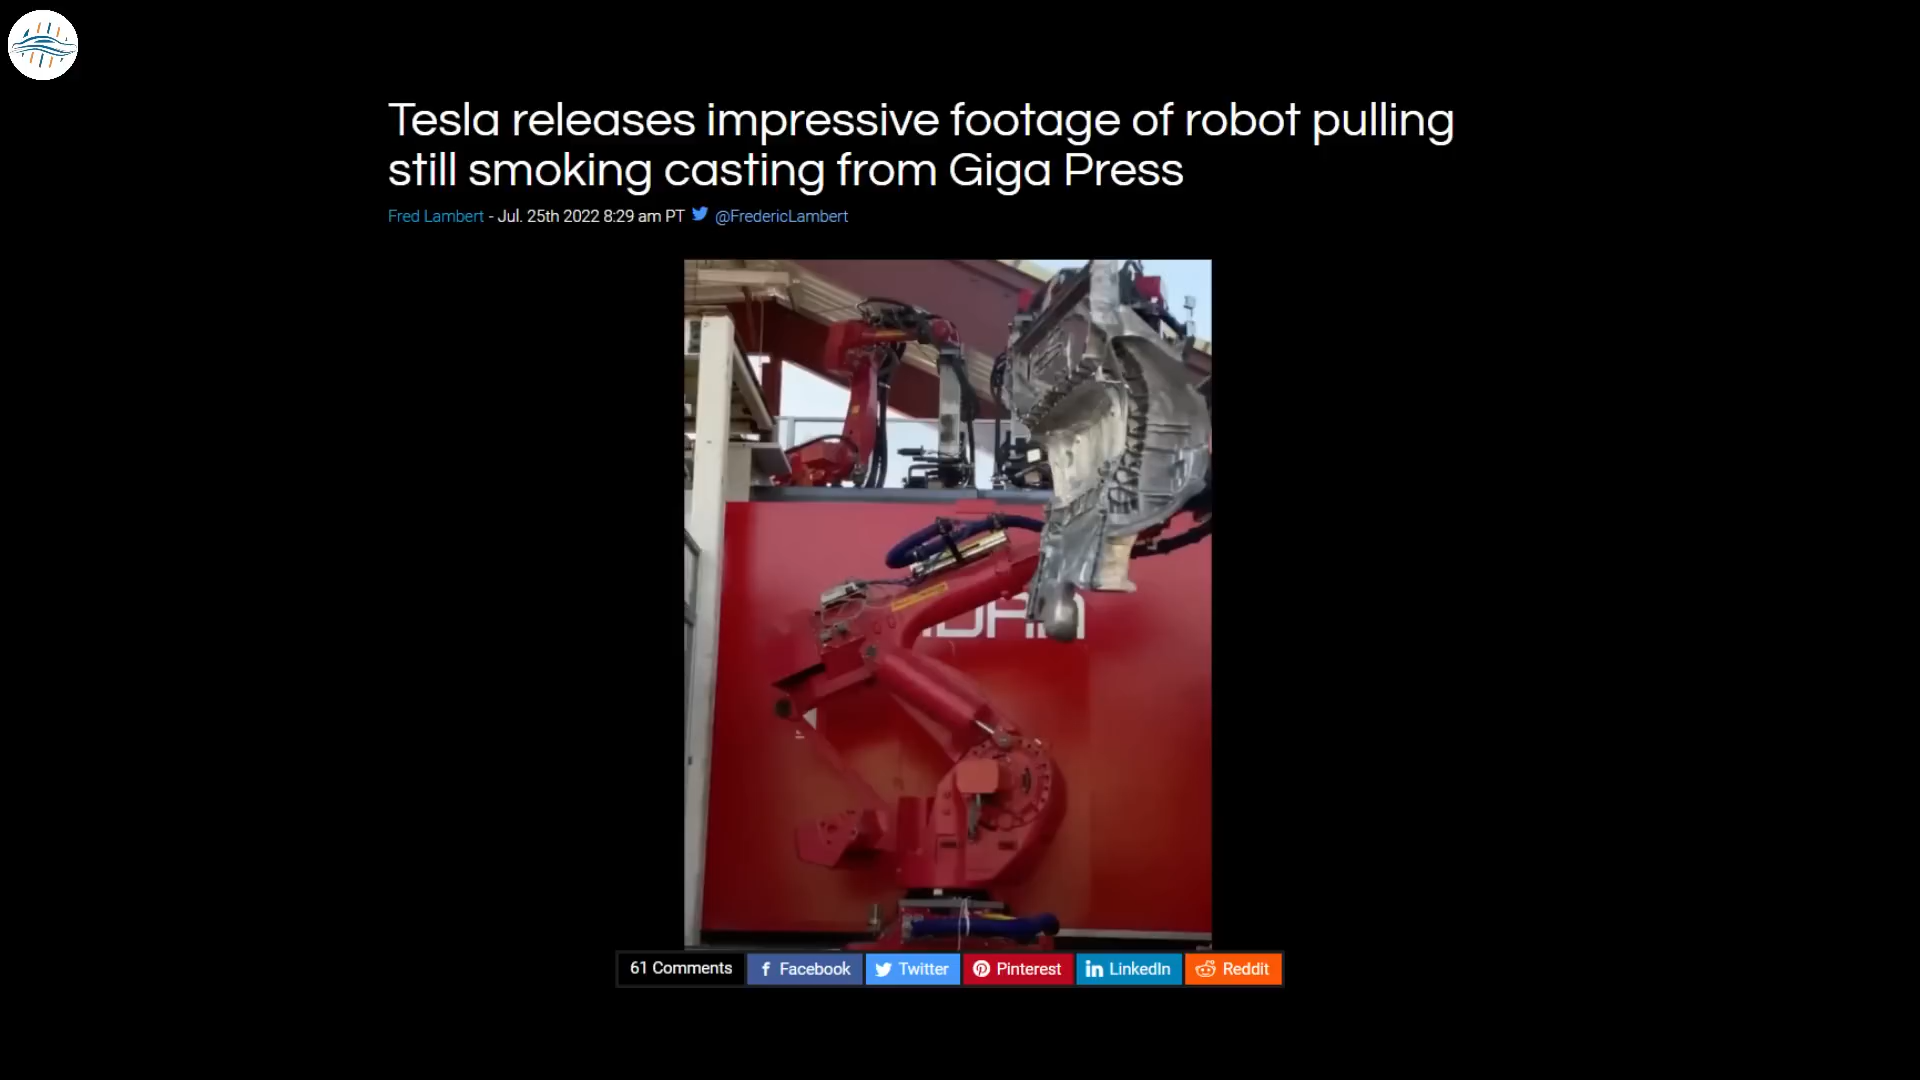 Tesla releases impressive footage of robot pulling
still smoking casting from Giga Press
Fred Lambert - Jul. 25th 2022 8:29 am PT @FredericLambert
61 Comments Facebook Twitter Pinterest LinkedIn Reddit